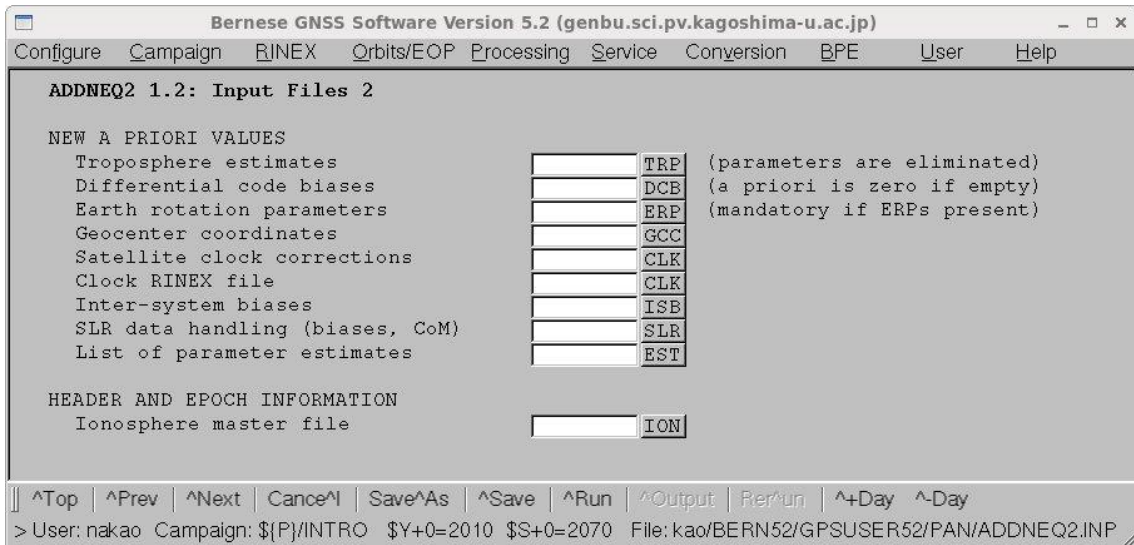 Bernese GNSS Software Version 5.2 (genbu.sci.pv.kagoshima-u.ac.jp)
Configure Campaign RINEX Orbits/EOP Processing Service Conversion BPE User Help
ADDNEQ2 1.2: Input Files 2
NEW A PRIORI VALUES
Troposphere estimates TRP (parameters are eliminated)
Differential code biases DCB (a priori is zero if empty)
Earth rotation parameters ERP (mandatory if ERPs present)
Geocenter coordinates GCC
Satellite clock corrections CLK
Clock RINEX file CLK
Inter-system biases ISB
SLR data handling (biases, CoM) SLR
List of parameter estimates EST
HEADER AND EPOCH INFORMATION
Ionosphere master file ION
^Top ^Prev ^Next Cance^l Save^As ^Save ^Run ^Output Rer^un ^+Day ^-Day
> User: nakao Campaign: ${P}/INTRO $Y+0=2010 $S+0=2070 File: kao/BERN52/GPSUSER52/PAN/ADDNEQ2.INP